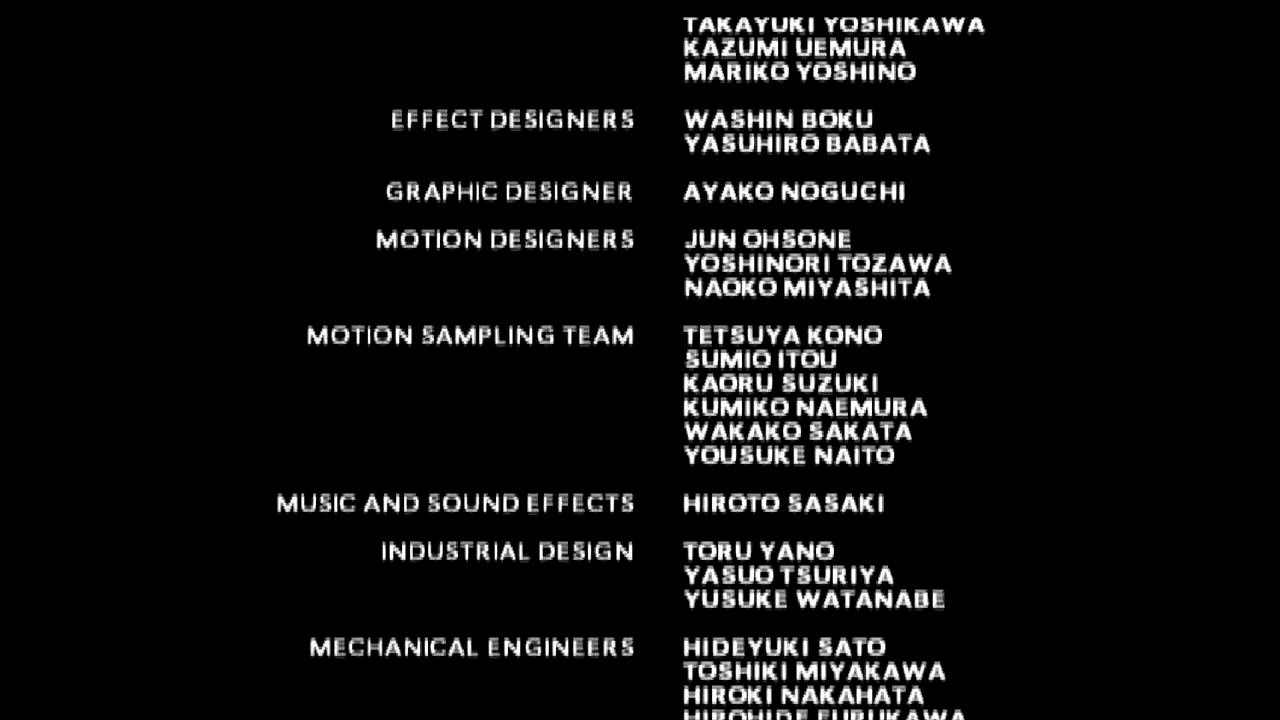 TAKAYUKI YOSHIKAWA
KAZUMI UEMURA
MARIKO YOSHINO
EFFECT DESIGNERS WASHIN BOKU
YASUHIRO BABATA
GRAPHIC DESIGNER AYAKO NOGUCHI
MOTION DESIGNERS JUN OHSONE
YOSHINORI TOZAWA
NAOKO MIYASHITA
MOTION SAMPLING TEAM TETSUYA KONO
SUMIO ITOU
KAORU SUZUKI
KUMIKO NAEMURA
WAKAKO SAKATA
YOUSUKE NAITO
MUSIC AND SOUND EFFECTS HIROTO SASAKI
INDUSTRIAL DESIGN TORU YANO
YASUO TSURIYA
YUSUKE WATANABE
MECHANICAL ENGINEERS HIDEYUKI SATO
TOSHIKI MIYAKAWA
HIROKI NAKAHATA
HIROHIDE FURUKAWA